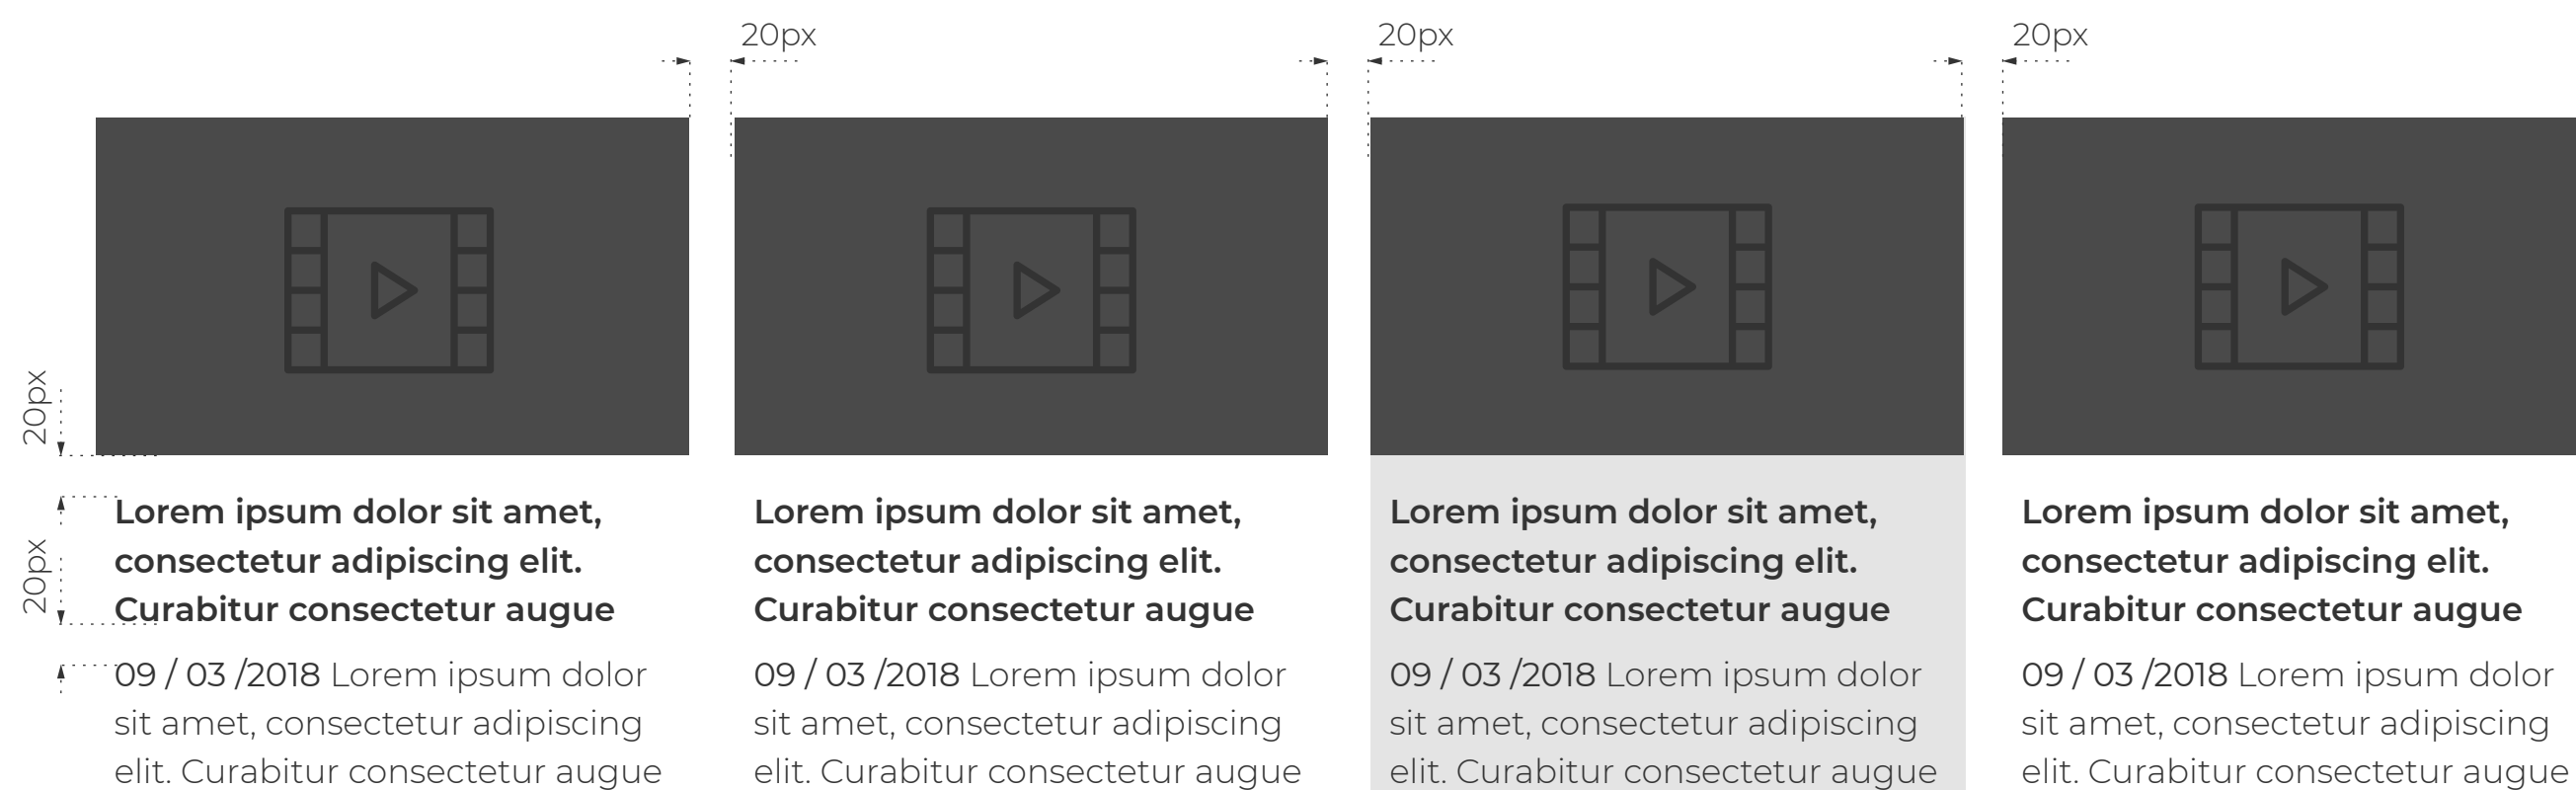 20px
20px
20px
20px
20px
Lorem ipsum dolor sit amet,
consectetur adipiscing elit.
Curabitur consectetur augue
09 / 03 /2018 Lorem ipsum dolor
sit amet, consectetur adipiscing
elit. Curabitur consectetur augue
Lorem ipsum dolor sit amet,
consectetur adipiscing elit.
Curabitur consectetur augue
09 / 03 /2018 Lorem ipsum dolor
sit amet, consectetur adipiscing
elit. Curabitur consectetur augue
Lorem ipsum dolor sit amet,
consectetur adipiscing elit.
Curabitur consectetur augue
09 / 03 /2018 Lorem ipsum dolor
sit amet, consectetur adipiscing
elit. Curabitur consectetur augue
Lorem ipsum dolor sit amet,
consectetur adipiscing elit.
Curabitur consectetur augue
09 / 03 /2018 Lorem ipsum dolor
sit amet, consectetur adipiscing
elit. Curabitur consectetur augue